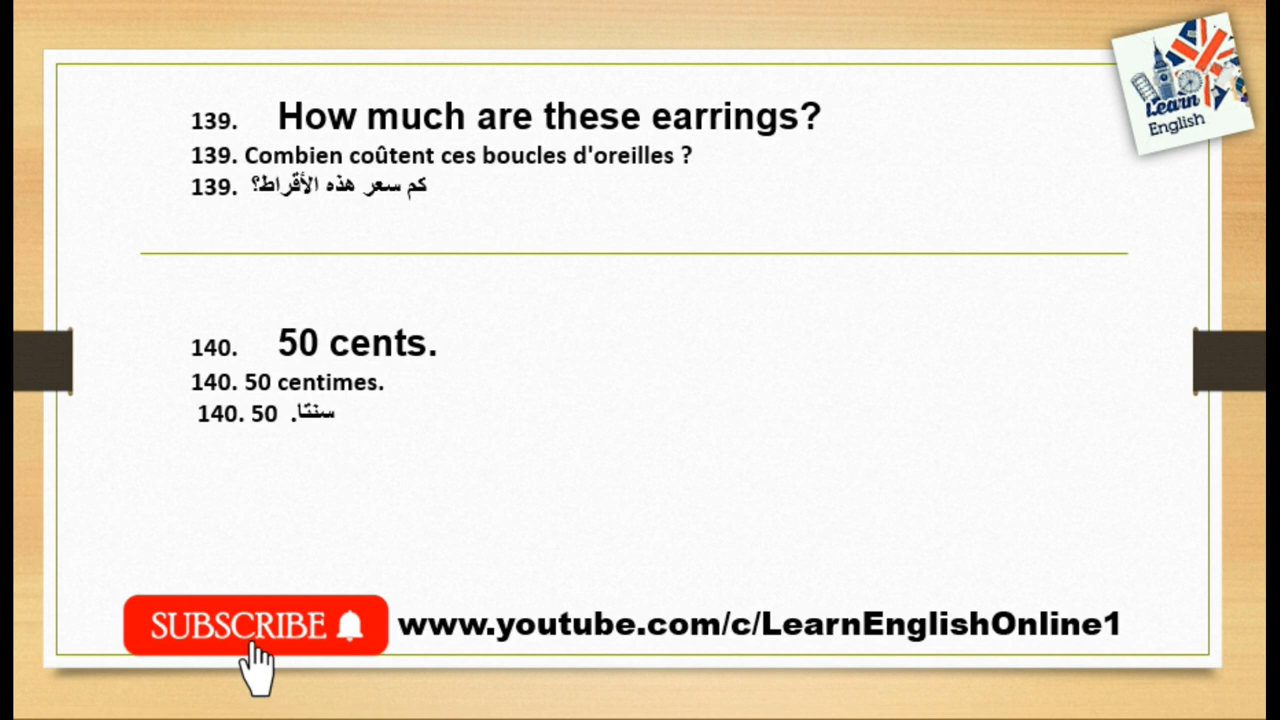 139. How much are these earrings?
139. Combien coûtent ces boucles d'oreilles ?
139. كم سعر هذه الأقراط؟
140. 50 cents.
140. 50 centimes.
140. 50 سنتا.
SUBSCRIBE www.youtube.com/c/LearnEnglishOnline1
Learn
English